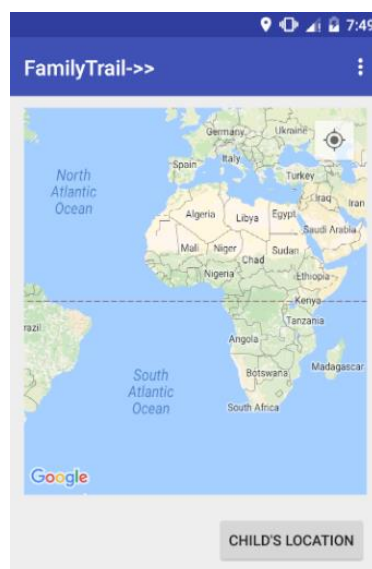 7:49
FamilyTrail->>
Germany
Ukraine
North
Atlantic
Ocean
Spain
Italy
Turkey
Iraq
Iran
Algeria
Libya
Egypt
Saudi Arabia
Mali
Niger
Chad
Sudan
Nigeria
Ethiopia
Kenya
razil
Tanzania
Angola
South
Atlantic
Ocean
Botswana
Madagascar
South Africa
Google
CHILD'S LOCATION